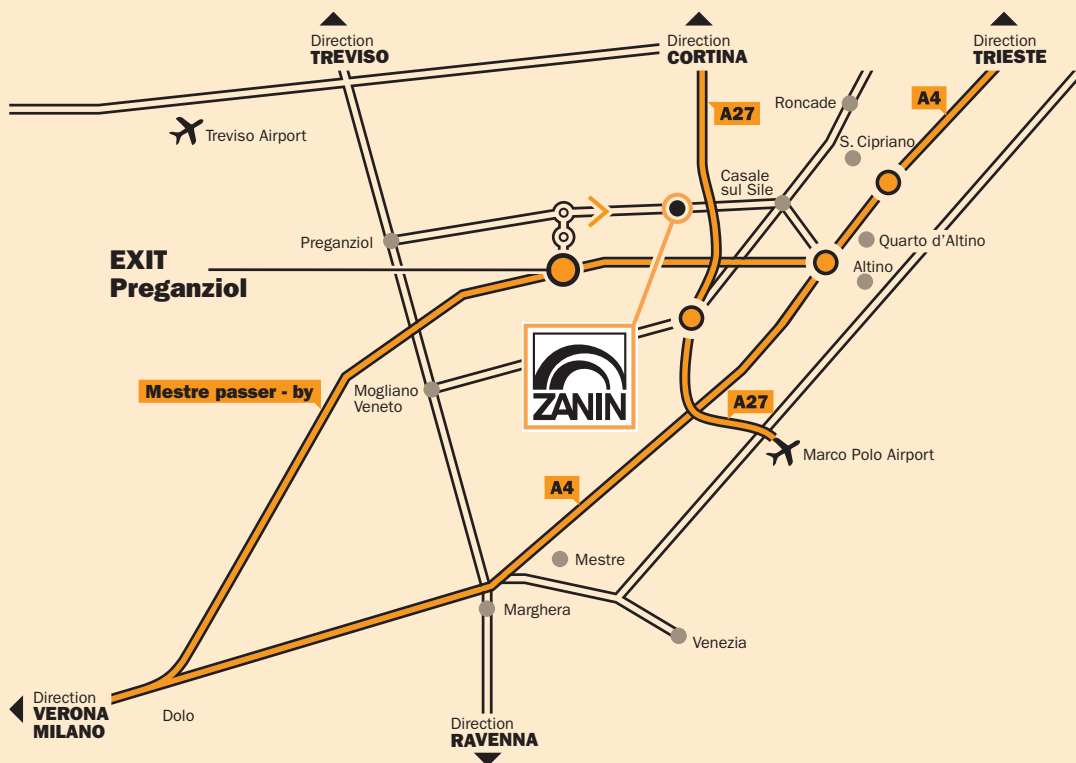 Direction
TREVISO
Direction
CORTINA
Direction
TRIESTE
Roncade
A4
A27
Treviso Airport
S. Cipriano
Casale
sul Sile
Preganziol
Quarto d'Altino
EXIT
Preganziol
Altino
Mestre passer - by
Mogliano
Veneto
ZANIN
A27
Marco Polo Airport
A4
Mestre
Marghera
Venezia
Direction
VERONA
MILANO
Dolo
Direction
RAVENNA